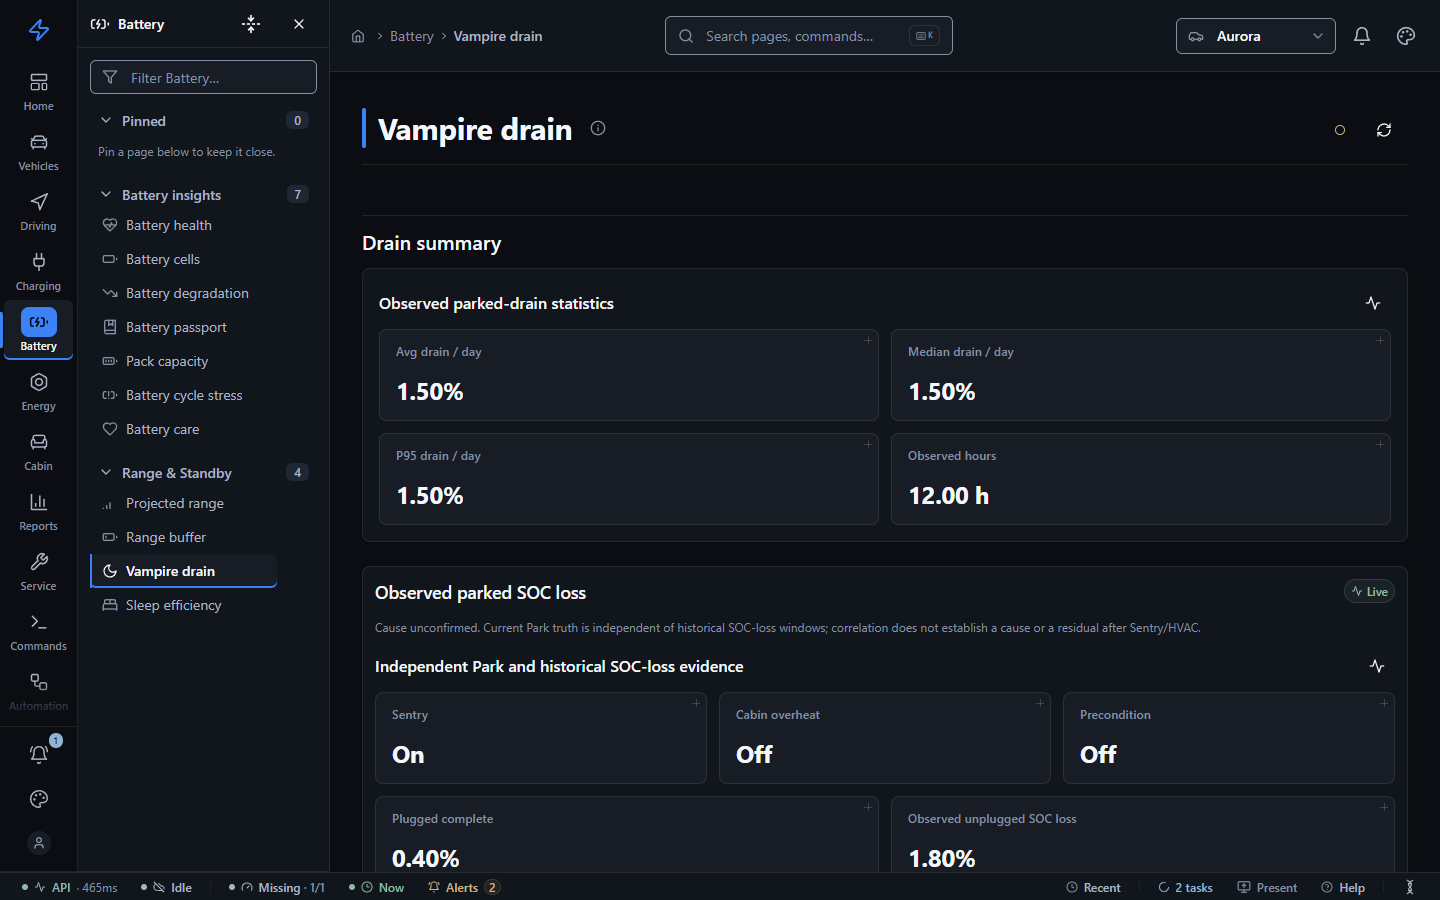 Battery
Filter Battery...
Pinned 0
Pin a page below to keep it close.
Battery insights 7
Battery health
Battery cells
Battery degradation
Battery passport
Pack capacity
Battery cycle stress
Battery care
Range & Standby 4
Projected range
Range buffer
Vampire drain
Sleep efficiency
Home
Vehicles
Driving
Charging
Battery
Energy
Cabin
Reports
Service
Commands
Automation
1
Battery > Vampire drain
Search pages, commands... K
Aurora
Vampire drain
Drain summary
Observed parked-drain statistics
Avg drain / day
1.50%
Median drain / day
1.50%
P95 drain / day
1.50%
Observed hours
12.00 h
Observed parked SOC loss
Live
Cause unconfirmed. Current Park truth is independent of historical SOC-loss windows; correlation does not establish a cause or a residual after Sentry/HVAC.
Independent Park and historical SOC-loss evidence
Sentry
On
Cabin overheat
Off
Precondition
Off
Plugged complete
0.40%
Observed unplugged SOC loss
1.80%
API · 465ms
Idle
Missing · 1/1
Now
Alerts 2
Recent
2 tasks
Present
Help